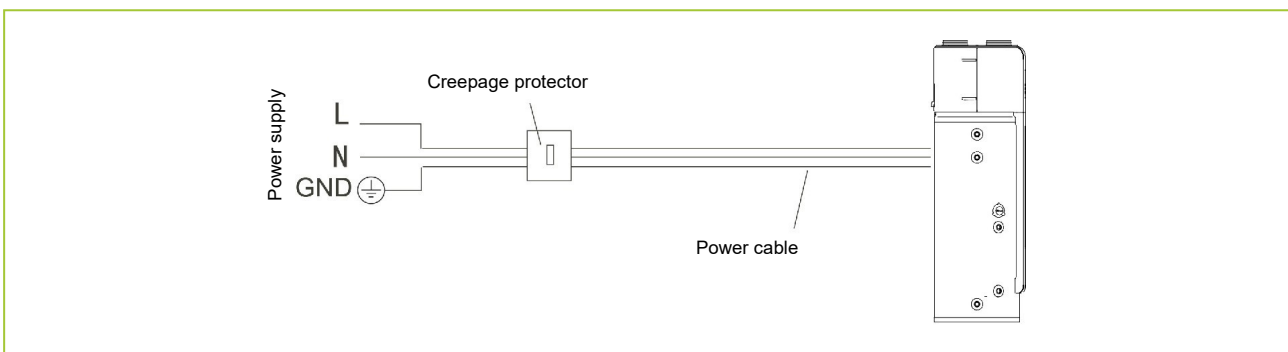 Creepage protector
Power supply
L
N
GND
Power cable